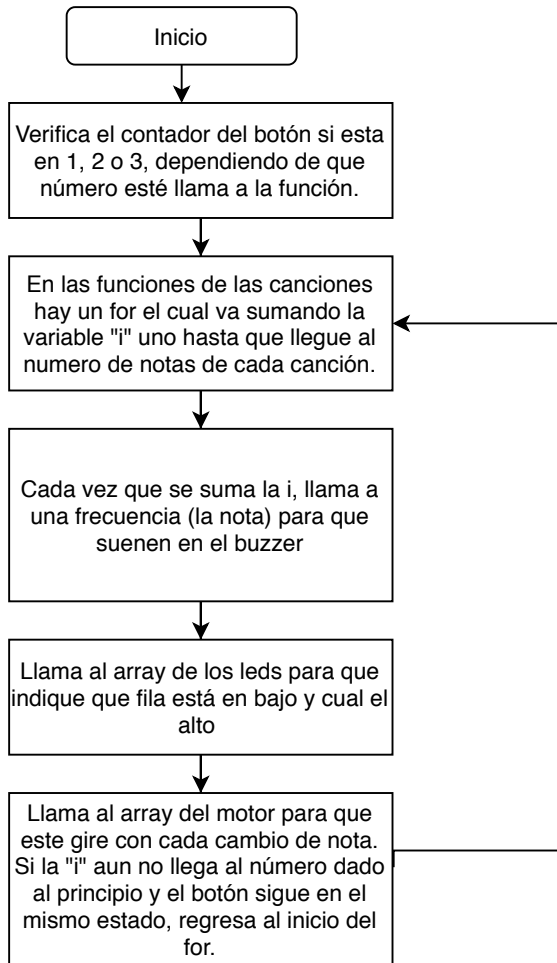 Inicio
Verifica el contador del botón si esta
en 1, 2 o 3, dependiendo de que
número esté llama a la función.
En las funciones de las canciones
hay un for el cual va sumando la
variable "i" uno hasta que llegue al
numero de notas de cada canción.
Cada vez que se suma la i, llama a
una frecuencia (la nota) para que
suenen en el buzzer
Llama al array de los leds para que
indique que fila está en bajo y cual el
alto
Llama al array del motor para que
este gire con cada cambio de nota.
Si la "i" aun no llega al número dado
al principio y el botón sigue en el
mismo estado, regresa al inicio del
for.